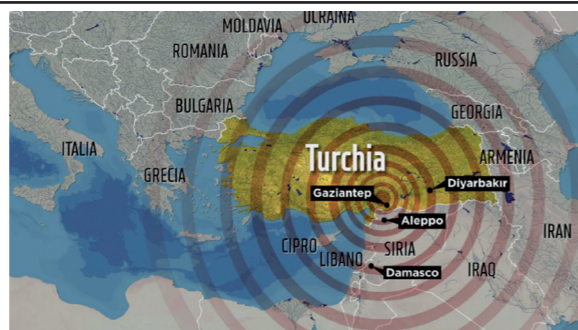 UCRAINA
MOLDAVIA
ROMANIA
RUSSIA
BULGARIA
GEORGIA
ITALIA
Turchia
ARMENIA
GRECIA
Gaziantep
Diyarbakır
Aleppo
CIPRO
SIRIA
IRAN
LIBANO
Damasco
IRAQ